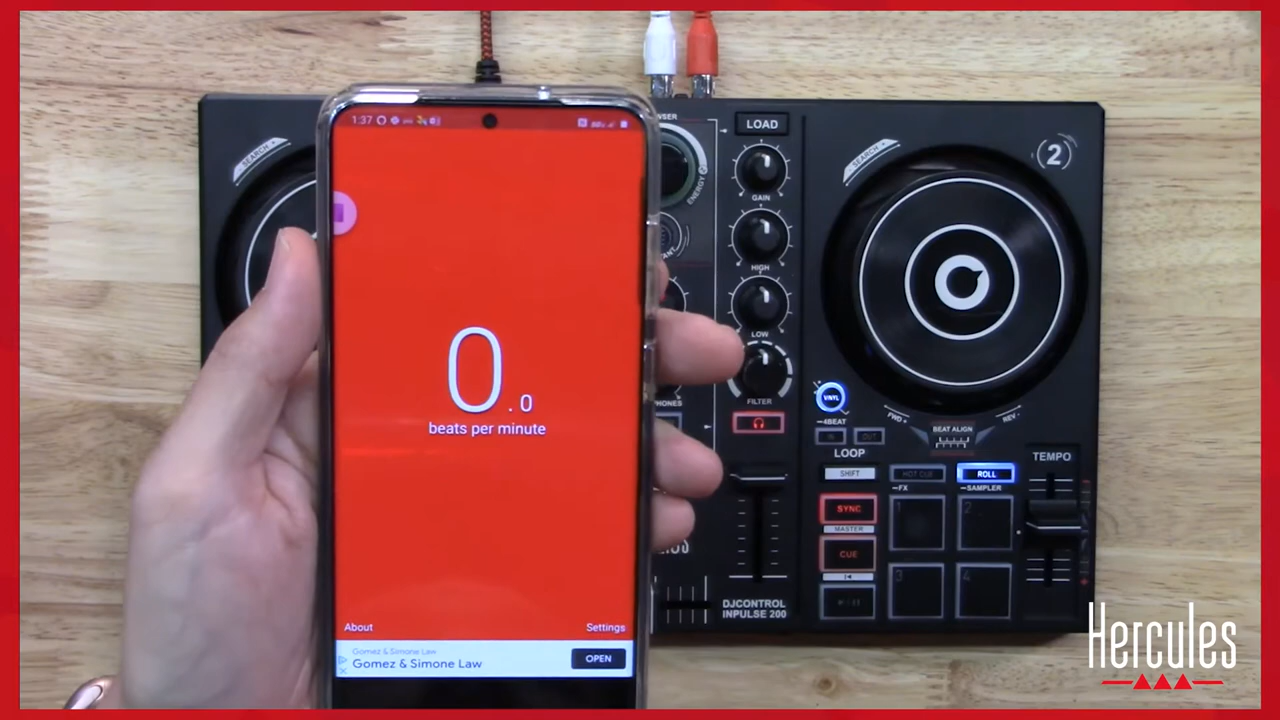 1:37
0.0
beats per minute
About
Settings
Gomez & Simone Law
Gomez & Simone Law
OPEN
SEARCH
LOAD
ENERGY
GAIN
HIGH
LOW
FILTER
SEARCH
2
VINYL
FWD
REV
-4BEAT
IN
OUT
BEAT ALIGN
LOOP
TEMPO
SHIFT
HOT CUE
ROLL
FX
SAMPLER
SYNC
1
2
MASTER
CUE
3
4
DJCONTROL
INPULSE 200
Hercules